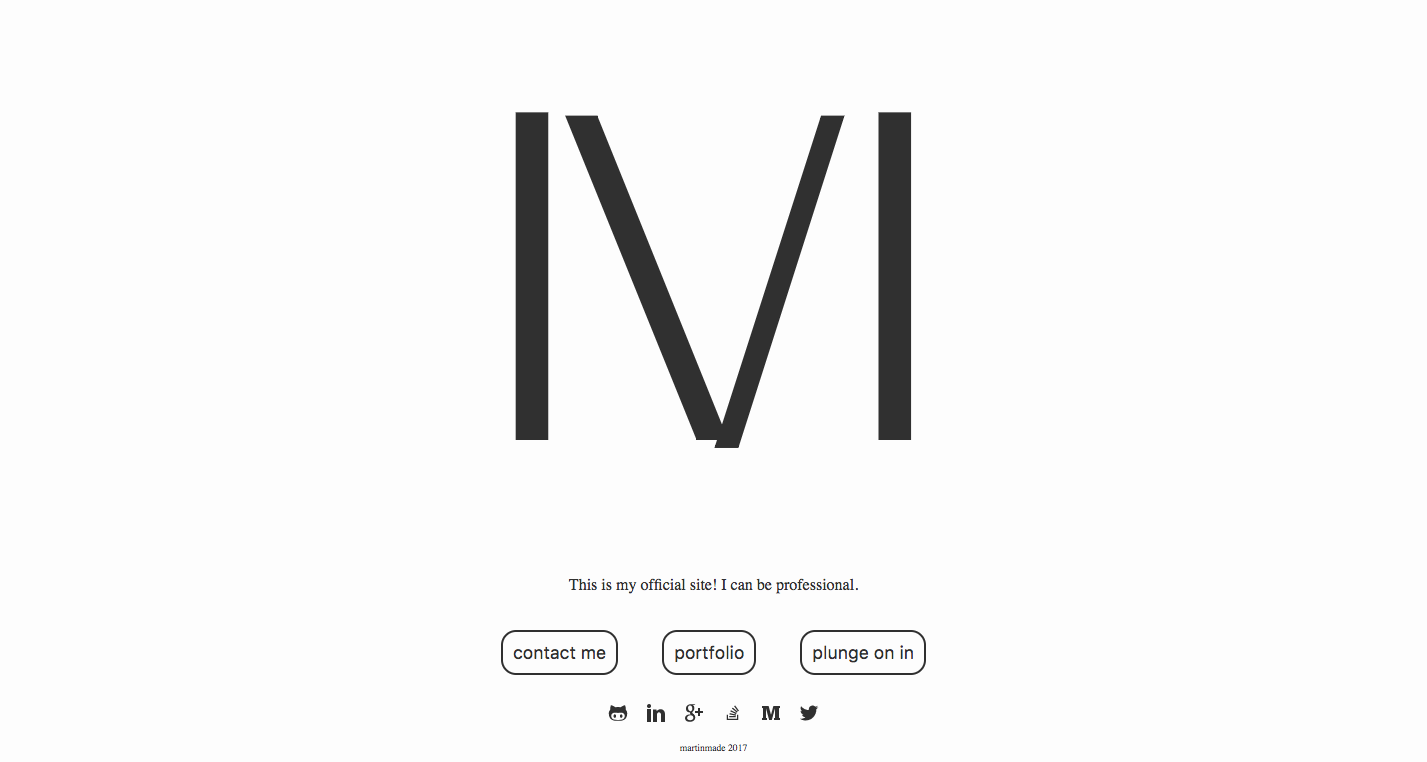 M
This is my official site! I can be professional.
contact me
portfolio
plunge on in
in
g+
M
martinmade 2017